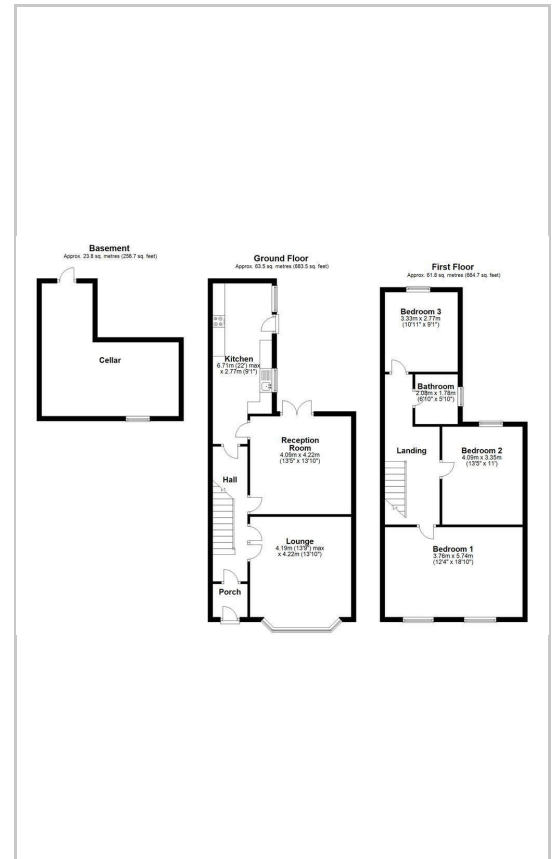 Basement
Approx. 23.8 sq. metres (256.7 sq. feet)
Cellar
Ground Floor
Approx. 63.5 sq. metres (683.5 sq. feet)
Kitchen
6.71m (22') max
x 2.77m (9'1")
Reception
Room
4.09m x 4.22m
(13'5" x 13'10")
Hall
Lounge
4.19m (13'9") max
x 4.22m (13'10")
Porch
First Floor
Approx. 61.8 sq. metres (664.7 sq. feet)
Bedroom 3
3.33m x 2.77m
(10'11" x 9'1")
Bathroom
2.08m x 1.78m
(6'10" x 5'10")
Landing
Bedroom 2
4.09m x 3.35m
(13'5" x 11')
Bedroom 1
3.76m x 5.74m
(12'4" x 18'10")